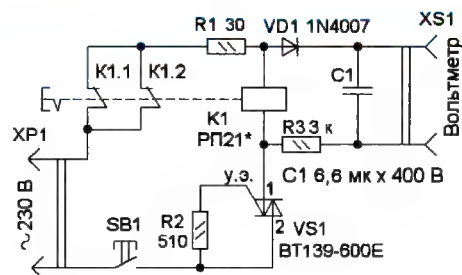 R1 30
VD1 1N4007
XS1
K1.1
K1.2
C1
Вольтметр
K1
РП21*
R3 3 к
XP1
С1 6,6 мк x 400 В
у.э.
1
~230 В
SB1
R2
510
2
VS1
BT139-600E